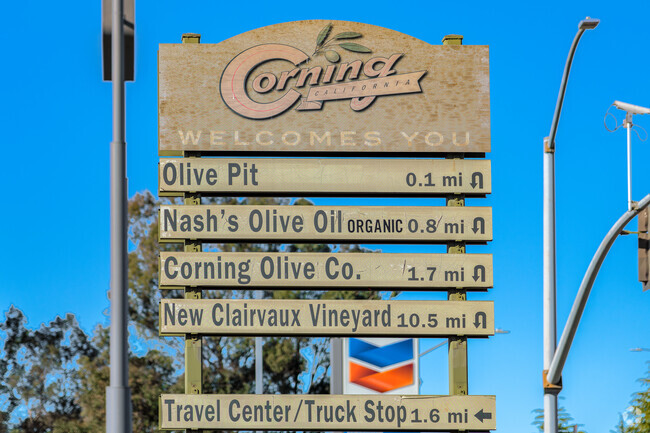 Corning
CALIFORNIA
WELCOMES YOU
Olive Pit 0.1 mi
Nash's Olive Oil ORGANIC 0.8 mi
Corning Olive Co. 1.7 mi
New Clairvaux Vineyard 10.5 mi
Travel Center/Truck Stop 1.6 mi